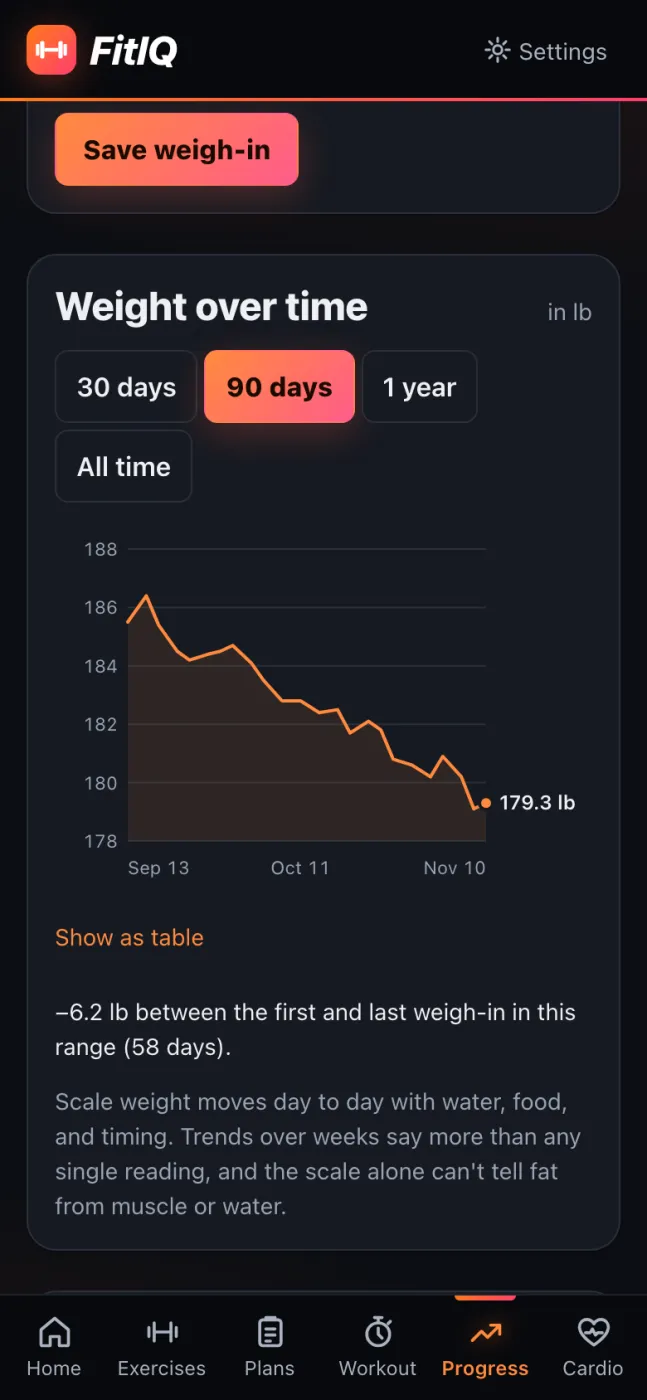 FitIQ
Settings
Save weigh-in
Weight over time
in lb
30 days
90 days
1 year
All time
188
186
184
182
180
178
179.3 lb
Sep 13
Oct 11
Nov 10
Show as table
−6.2 lb between the first and last weigh-in in this
range (58 days).
Scale weight moves day to day with water, food,
and timing. Trends over weeks say more than any
single reading, and the scale alone can't tell fat
from muscle or water.
Home
Exercises
Plans
Workout
Progress
Cardio